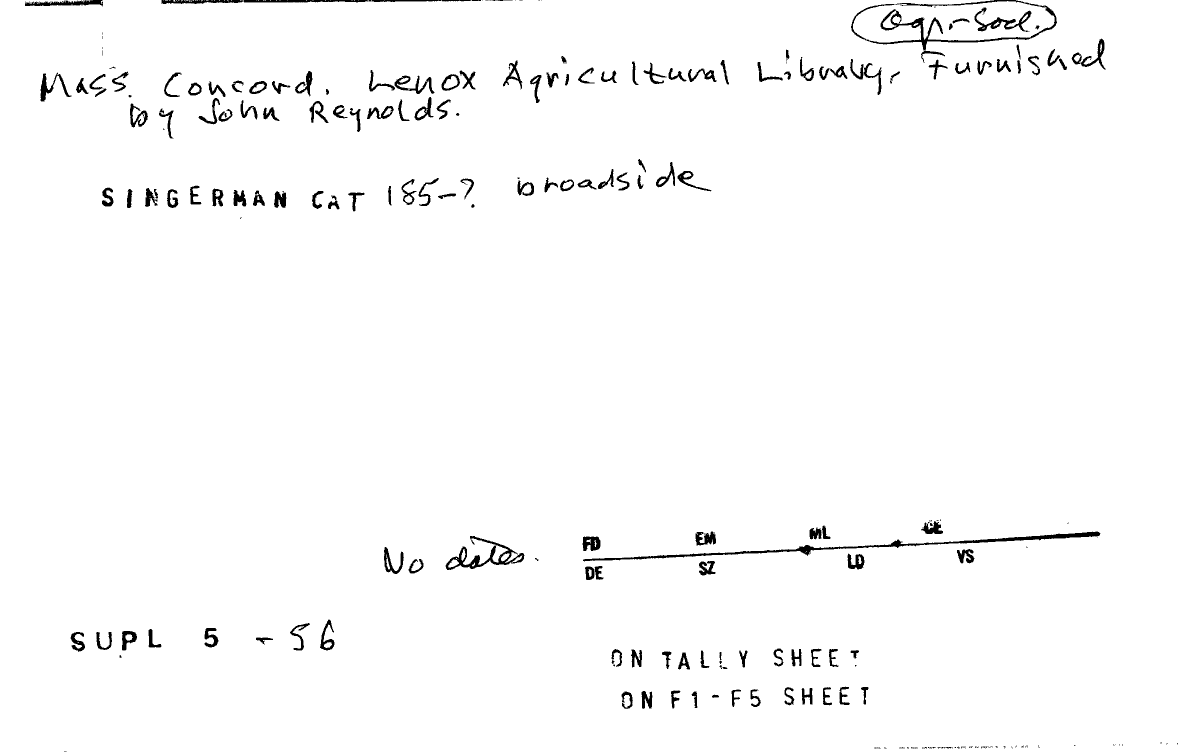 Agr-Socl.
Mass. Concord. Lenox Agricultural Library, Furnished
by John Reynolds.
SINGERMAN CAT 185-? broadside
FD EM ML CE
No dates.
DE SZ LD VS
SUPL 5 - 56
ON TALLY SHEET
ON F1-F5 SHEET